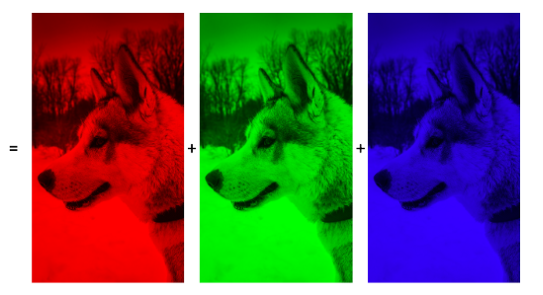 = + +